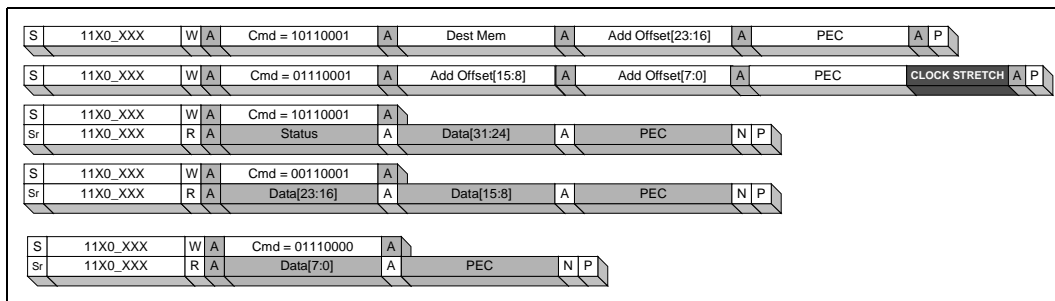 S 11X0_XXX W A Cmd = 10110001 A Dest Mem A Add Offset[23:16] A PEC A P
S 11X0_XXX W A Cmd = 01110001 A Add Offset[15:8] A Add Offset[7:0] A PEC CLOCK STRETCH A P
S 11X0_XXX W A Cmd = 10110001 A
Sr 11X0_XXX R A Status A Data[31:24] A PEC N P
S 11X0_XXX W A Cmd = 00110001 A
Sr 11X0_XXX R A Data[23:16] A Data[15:8] A PEC N P
S 11X0_XXX W A Cmd = 01110000 A
Sr 11X0_XXX R A Data[7:0] A PEC N P